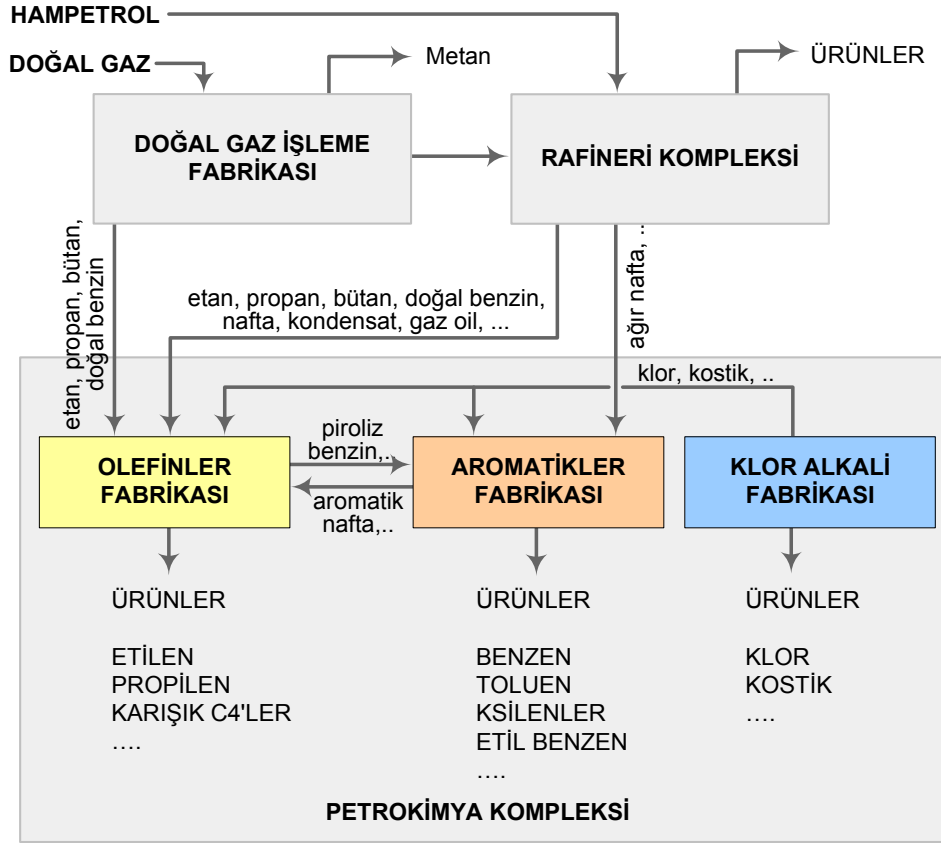 HAMPETROL
DOĞAL GAZ
Metan
ÜRÜNLER
DOĞAL GAZ İŞLEME
FABRİKASI
RAFİNERİ KOMPLEKSİ
etan, propan, bütan,
doğal benzin
etan, propan, bütan, doğal benzin,
nafta, kondensat, gaz oil, ...
ağır nafta, ..
klor, kostik, ..
OLEFİNLER
FABRİKASI
piroliz
benzin,..
aromatik
nafta,..
AROMATİKLER
FABRİKASI
KLOR ALKALİ
FABRİKASI
ÜRÜNLER
ETİLEN
PROPİLEN
KARIŞIK C4'LER
....
ÜRÜNLER
BENZEN
TOLUEN
KSİLENLER
ETİL BENZEN
....
ÜRÜNLER
KLOR
KOSTİK
....
PETROKİMYA KOMPLEKSİ